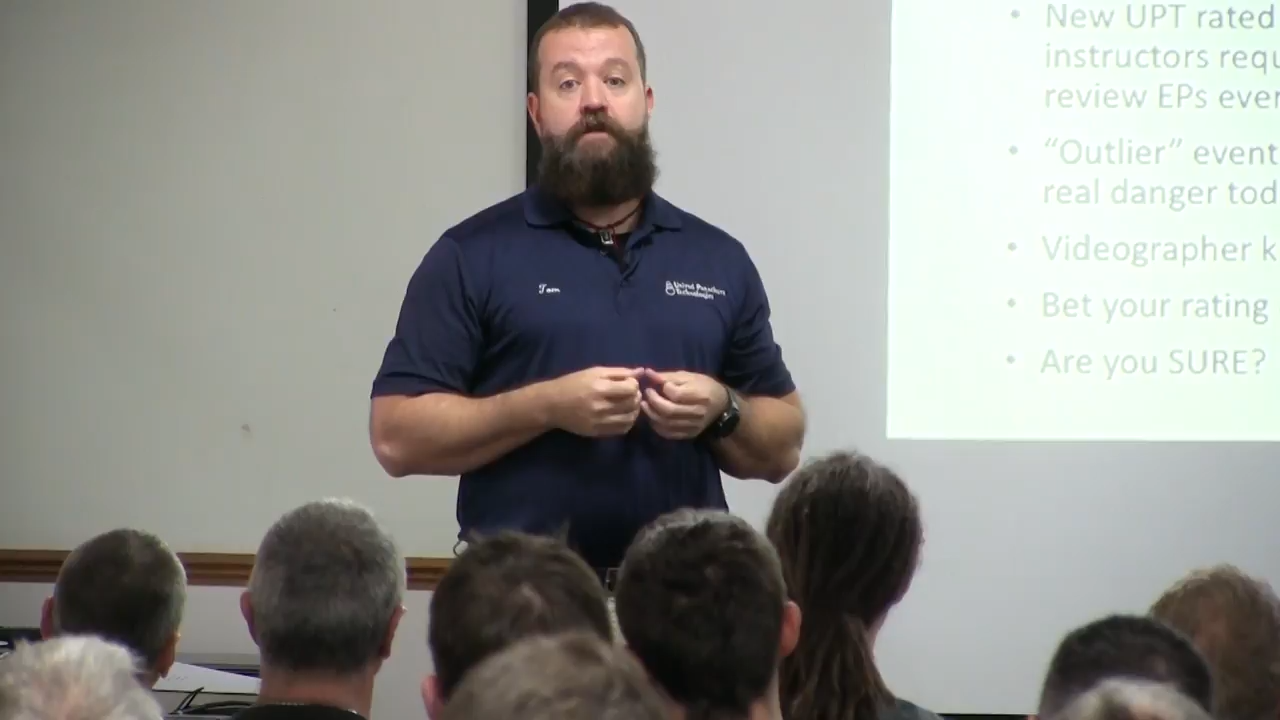 Tom
United Parachute
Technologies
• New UPT rated
instructors requ
review EPs ever
• “Outlier” event
real danger tod
• Videographer k
• Bet your rating
• Are you SURE?